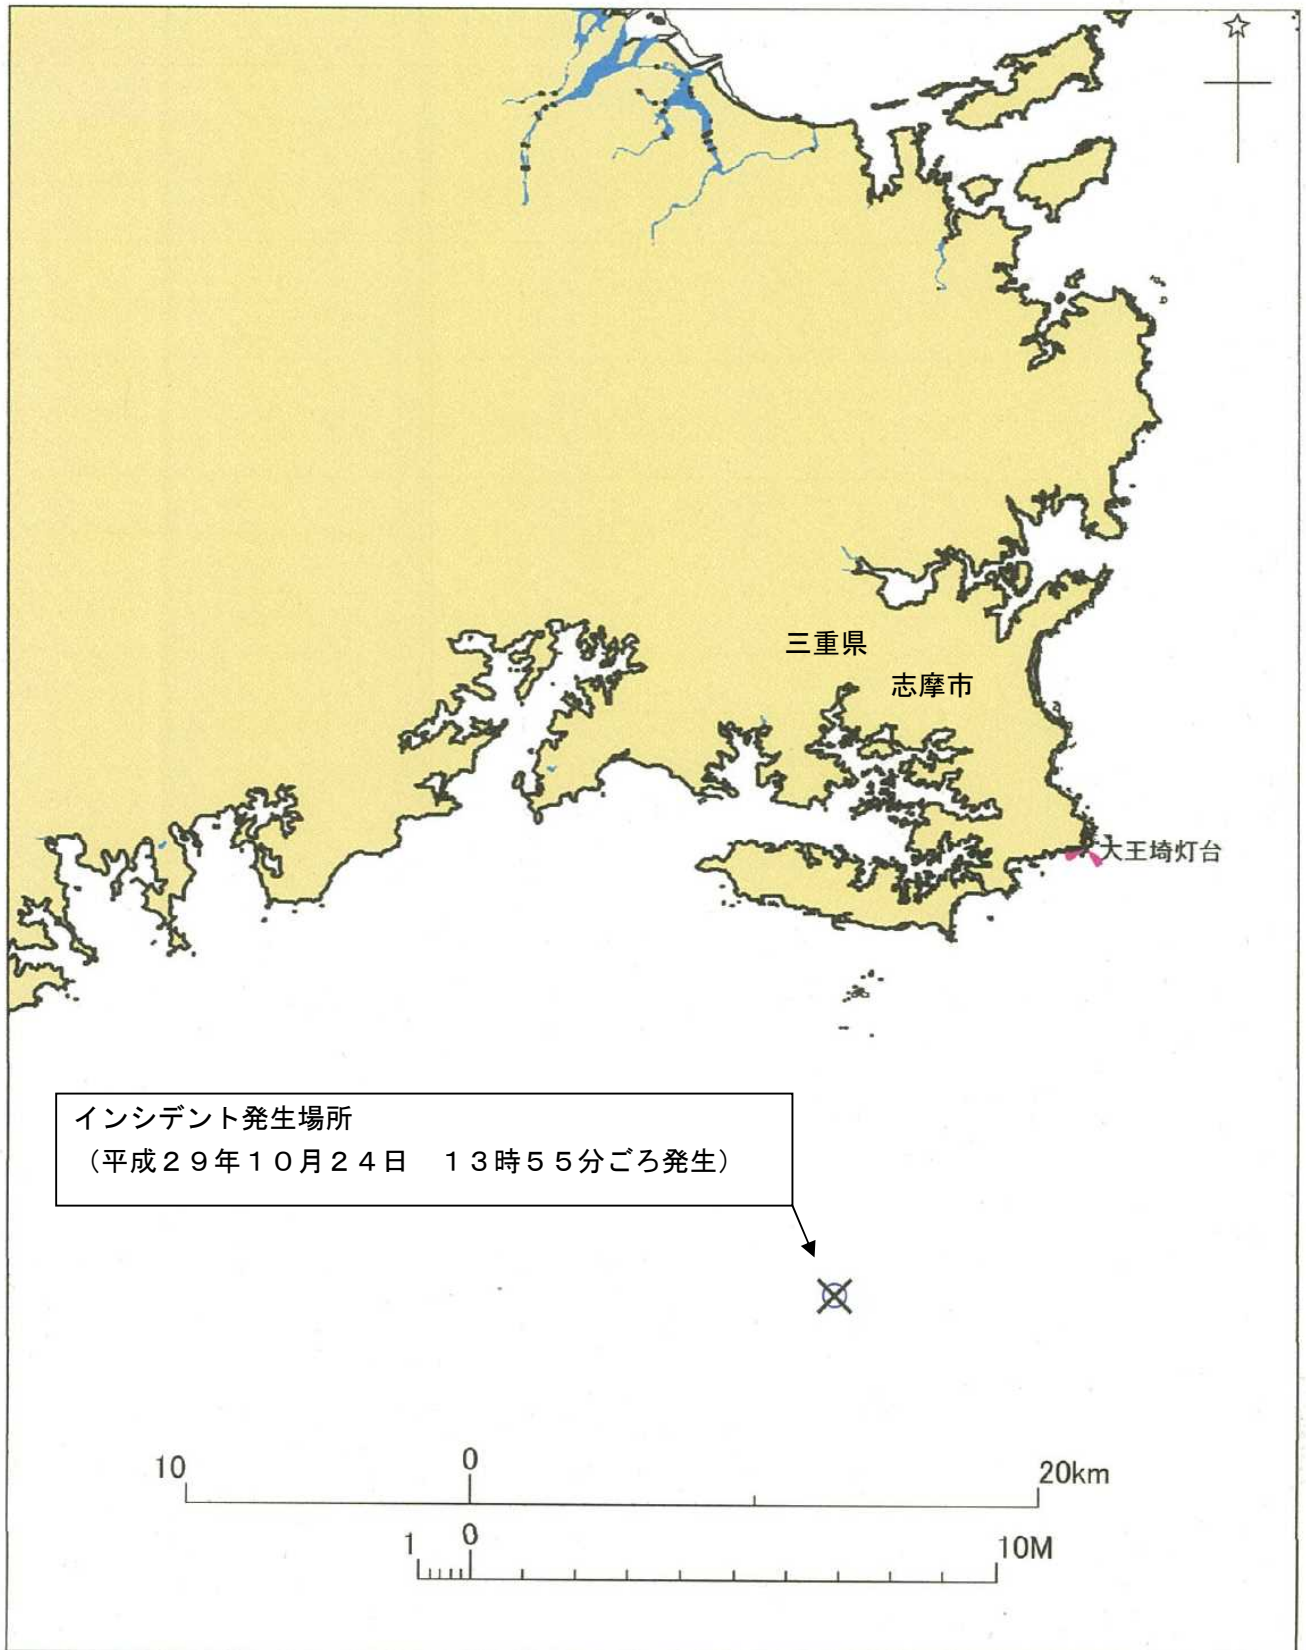 三重県
志摩市
大王埼灯台
インシデント発生場所
（平成２９年１０月２４日　１３時５５分ごろ発生）
10 0 20km
1 0 10M